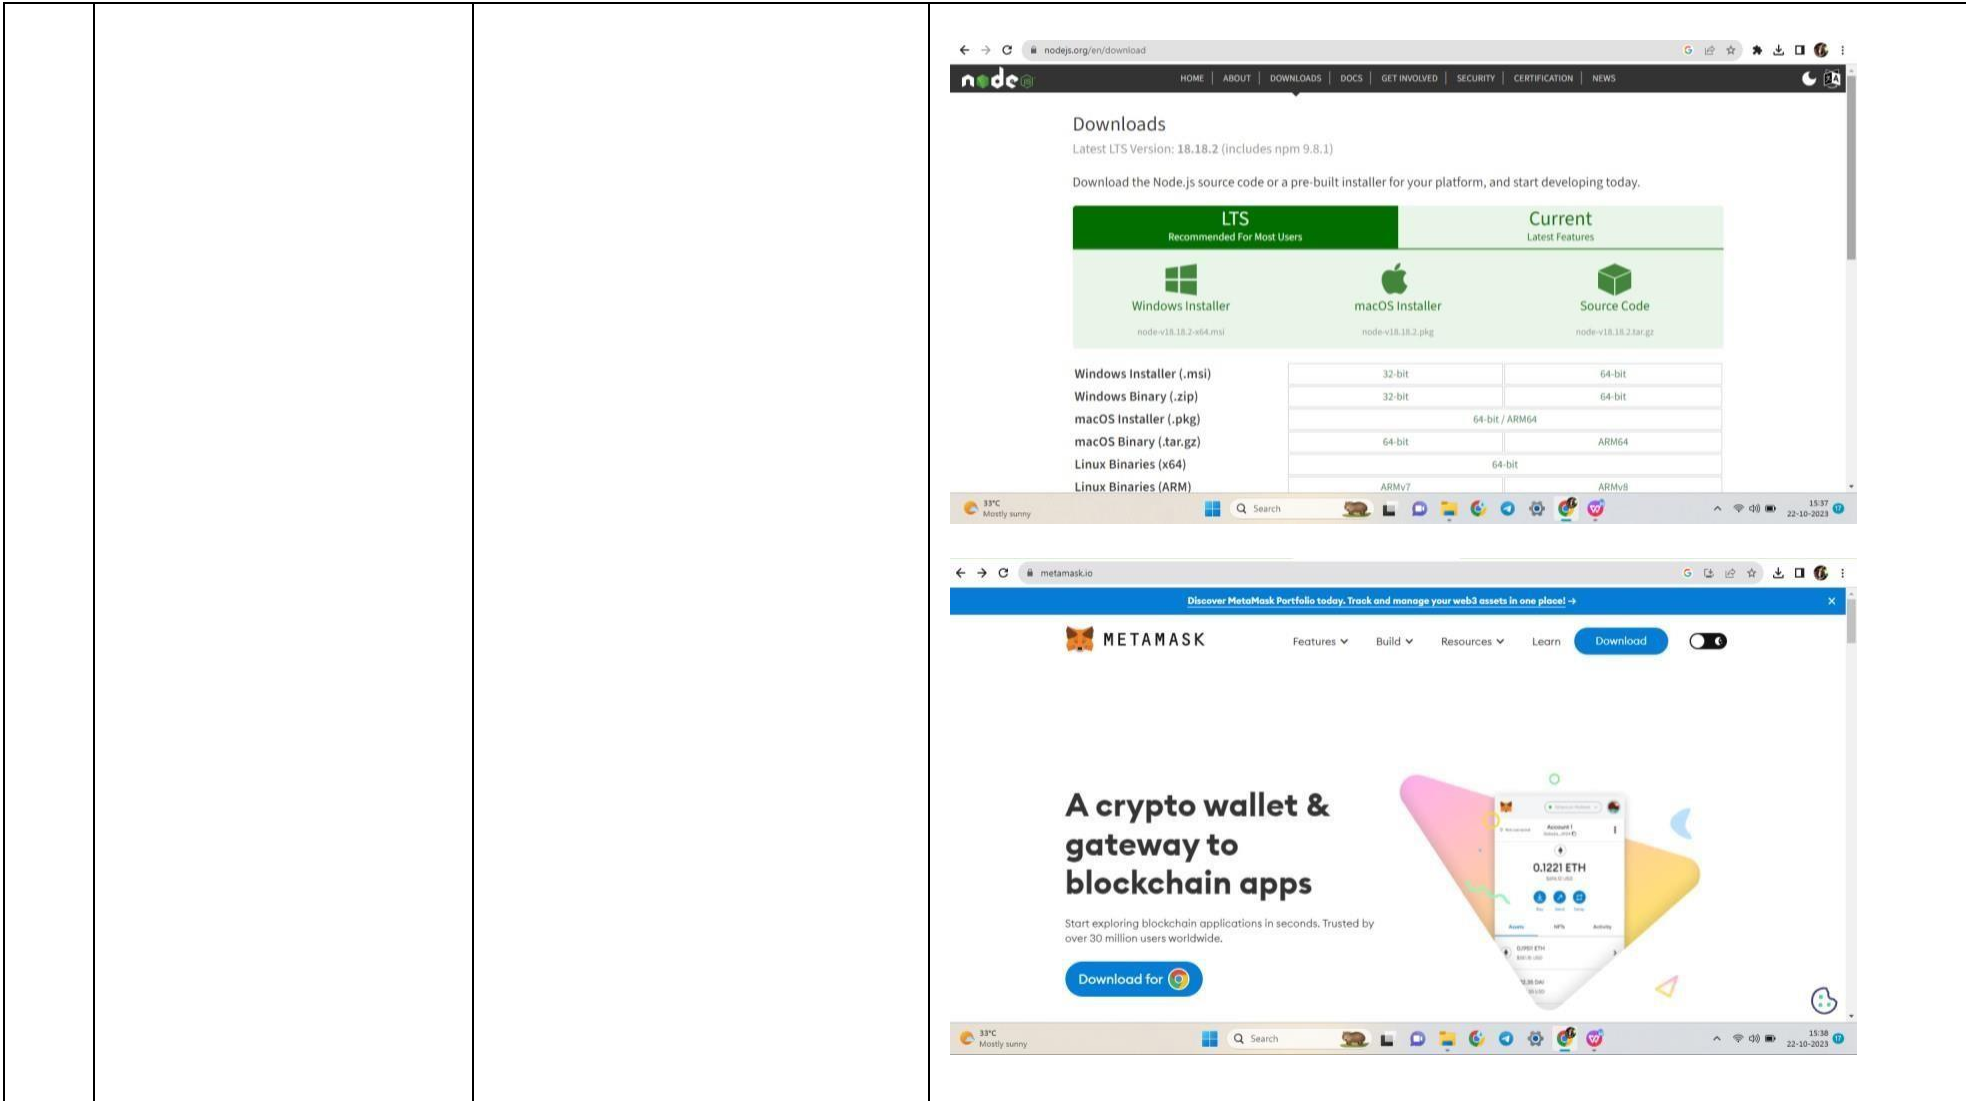 nodejs.org/en/download
node
HOME | ABOUT | DOWNLOADS | DOCS | GET INVOLVED | SECURITY | CERTIFICATION | NEWS
Downloads
Latest LTS Version: 18.18.2 (includes npm 9.8.1)
Download the Node.js source code or a pre-built installer for your platform, and start developing today.
LTS
Recommended For Most Users
Current
Latest Features
Windows Installer
node-v18.18.2-x64.msi
macOS Installer
node-v18.18.2.pkg
Source Code
node-v18.18.2.tar.gz
Windows Installer (.msi) 32-bit 64-bit
Windows Binary (.zip) 32-bit 64-bit
macOS Installer (.pkg) 64-bit / ARM64
macOS Binary (.tar.gz) 64-bit ARM64
Linux Binaries (x64) 64-bit
Linux Binaries (ARM) ARMv7 ARMv8
33°C
Mostly sunny
Search
15:37
22-10-2023
metamask.io
Discover MetaMask Portfolio today. Track and manage your web3 assets in one place! →
METAMASK
Features Build Resources Learn Download
A crypto wallet &
gateway to
blockchain apps
Start exploring blockchain applications in seconds. Trusted by
over 30 million users worldwide.
Download for
Account 1
0.1221 ETH
Assets NFTs Activity
33°C
Mostly sunny
Search
15:38
22-10-2023